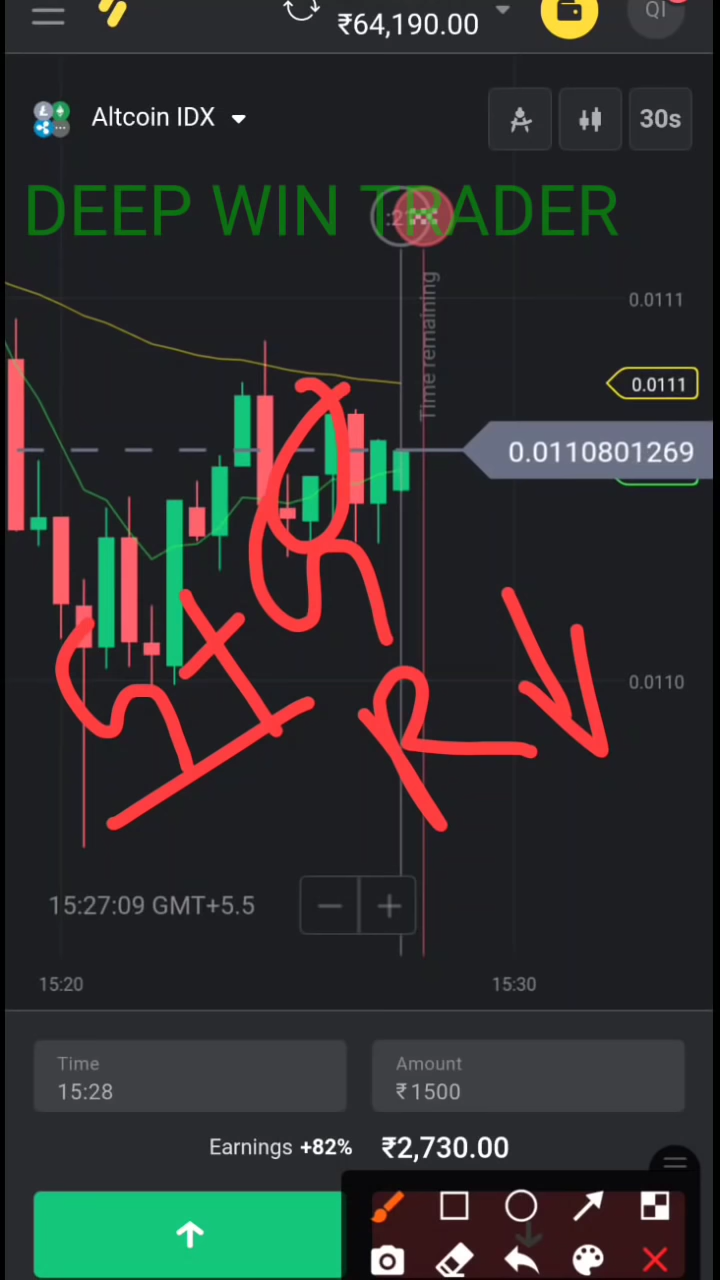 ₹64,190.00
QI
Altcoin IDX
30s
DEEP WIN TRADER
Time remaining
0.0111
0.0111
0.0110801269
0.0110
15:27:09 GMT+5.5
15:20
15:30
Time
15:28
Amount
₹1500
Earnings +82% ₹2,730.00